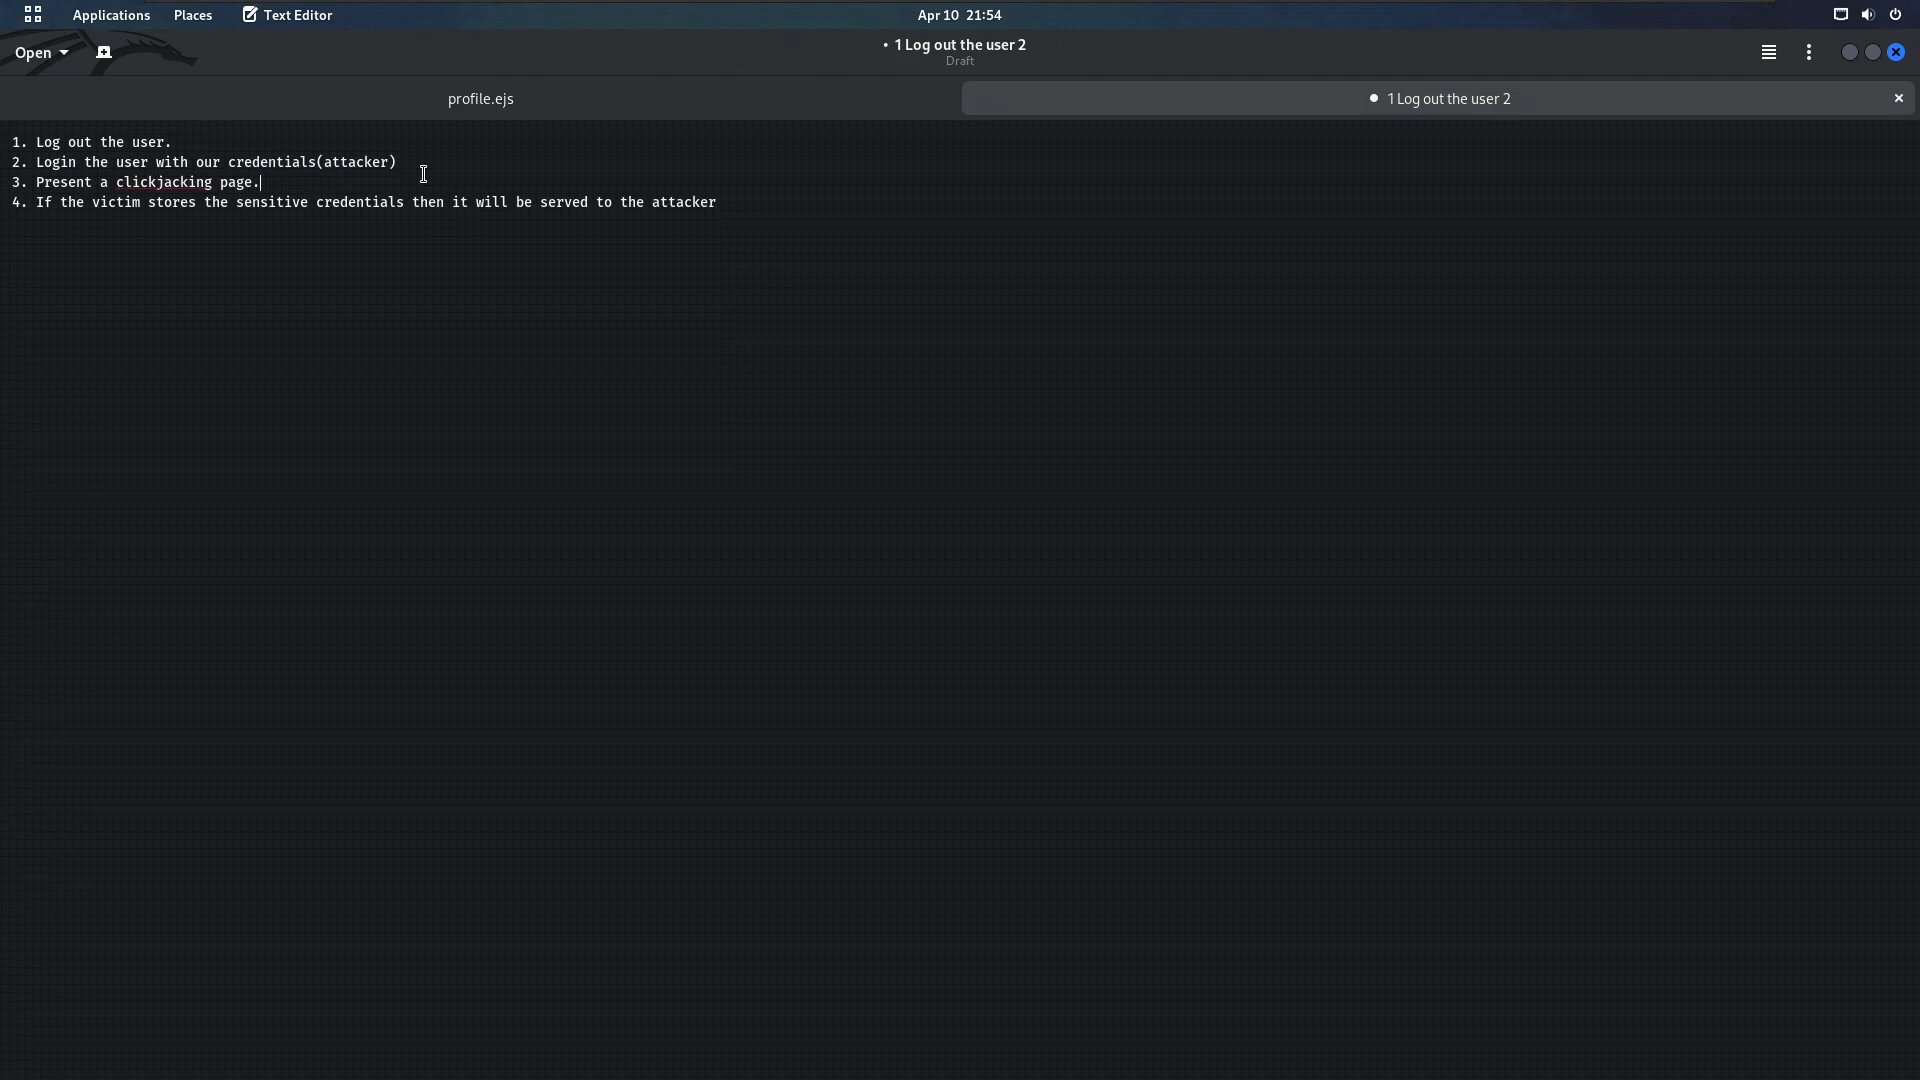 Applications Places Text Editor Apr 10 21:54
Open • 1 Log out the user 2
Draft
profile.ejs 1 Log out the user 2
1. Log out the user.
2. Login the user with our credentials(attacker)
3. Present a clickjacking page.
4. If the victim stores the sensitive credentials then it will be served to the attacker